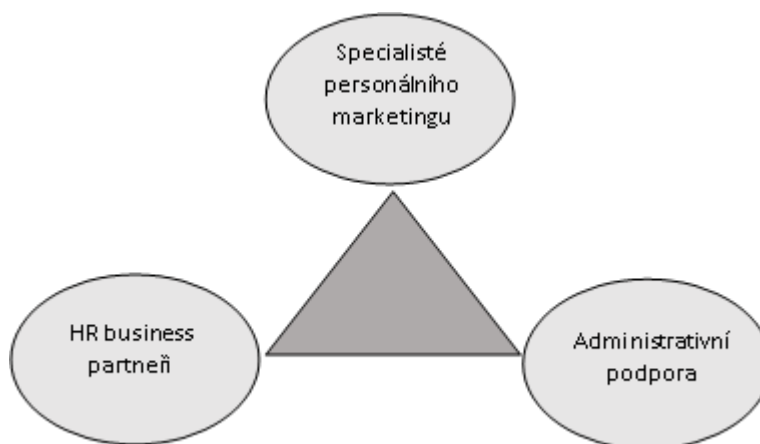 Specialisté
personálního
marketingu
HR business
partneři
Administrativní
podpora